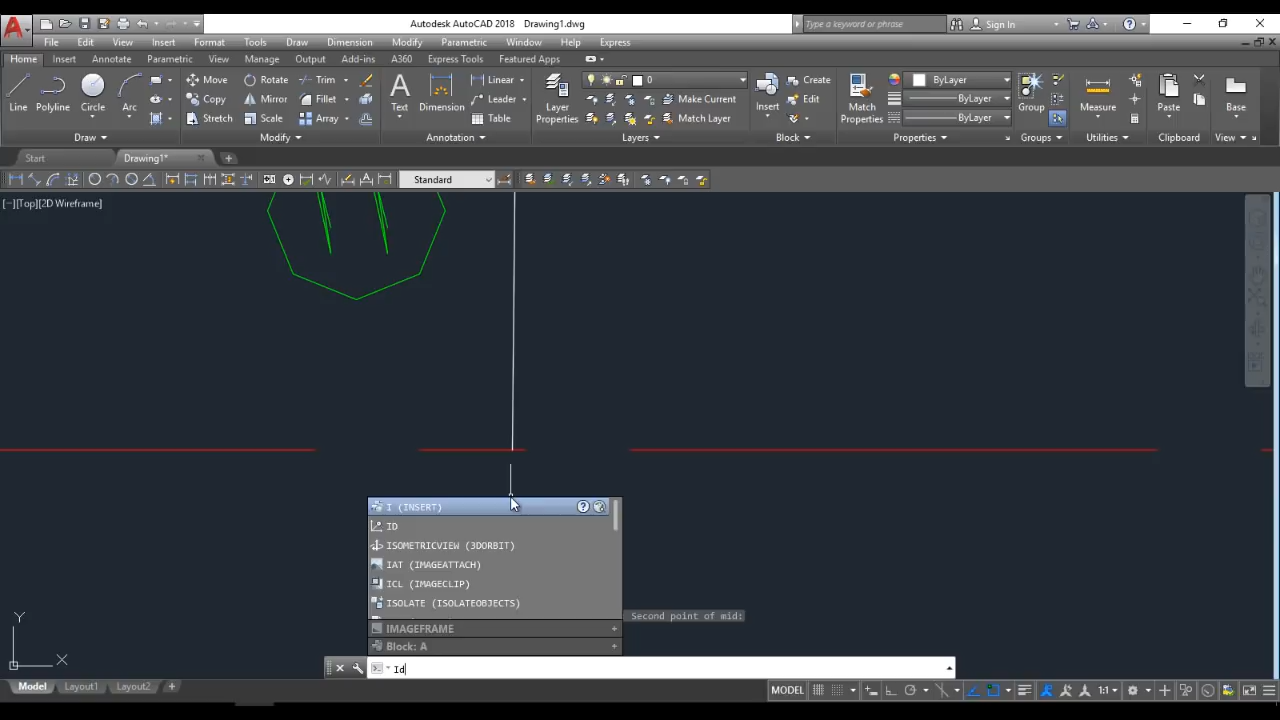 Autodesk AutoCAD 2018 Drawing1.dwg
Type a keyword or phrase
Sign In
File Edit View Insert Format Tools Draw Dimension Modify Parametric Window Help Express
Home Insert Annotate Parametric View Manage Output Add-ins A360 Express Tools Featured Apps
Line Polyline Circle Arc
Move Rotate Trim
Copy Mirror Fillet
Stretch Scale Array
Text Dimension
Linear
Leader
Table
Layer Properties
0
Make Current
Match Layer
Insert
Create
Edit
Match Properties
ByLayer
ByLayer
ByLayer
Group Measure Paste Base
Draw Modify Annotation Layers Block Properties Groups Utilities Clipboard View
Start Drawing1*
Standard
[−][Top][2D Wireframe]
I (INSERT)
ID
ISOMETRICVIEW (3DORBIT)
IAT (IMAGEATTACH)
ICL (IMAGECLIP)
ISOLATE (ISOLATEOBJECTS)
IMAGEFRAME
Block: A
Second point of mid:
Y
X
Id
Model Layout1 Layout2
MODEL 1:1